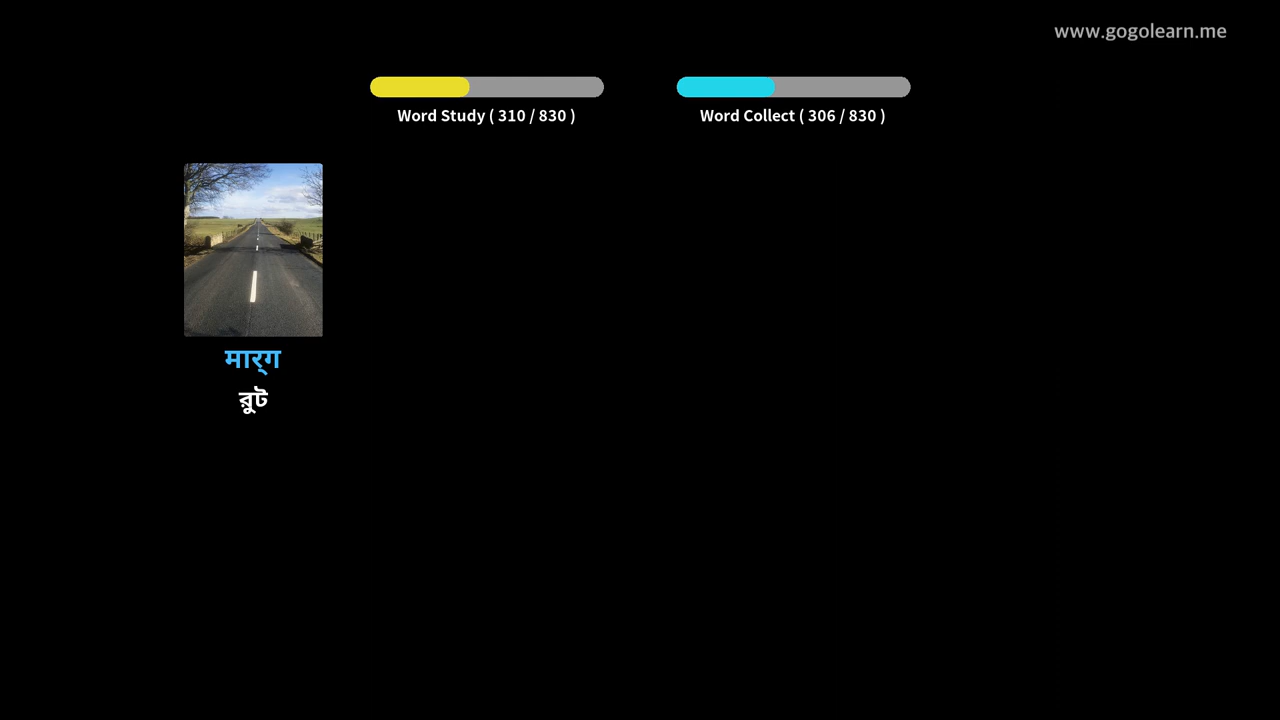 www.gogolearn.me
Word Study ( 310 / 830 )
Word Collect ( 306 / 830 )
मार्ग
রুট